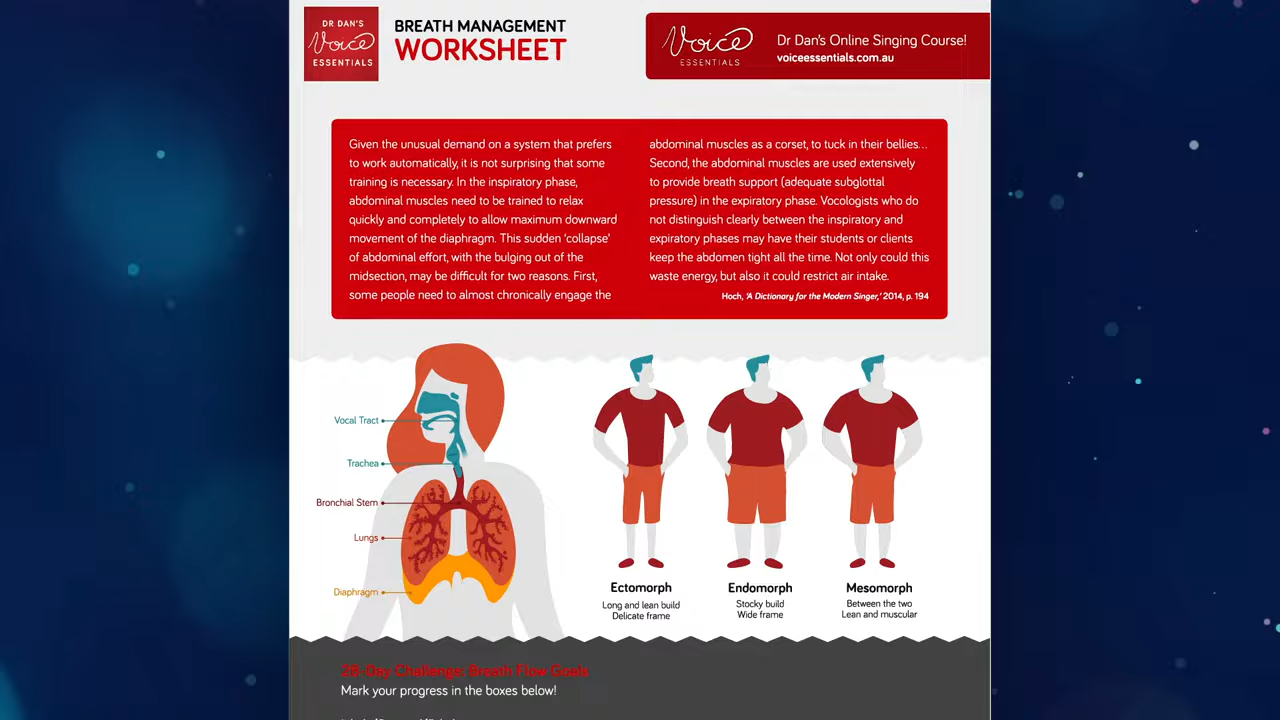 DR DAN'S
Voice
ESSENTIALS
BREATH MANAGEMENT
WORKSHEET
Voice
ESSENTIALS
Dr Dan's Online Singing Course!
voiceessentials.com.au
Given the unusual demand on a system that prefers
to work automatically, it is not surprising that some
training is necessary. In the inspiratory phase,
abdominal muscles need to be trained to relax
quickly and completely to allow maximum downward
movement of the diaphragm. This sudden 'collapse'
of abdominal effort, with the bulging out of the
midsection, may be difficult for two reasons. First,
some people need to almost chronically engage the
abdominal muscles as a corset, to tuck in their bellies...
Second, the abdominal muscles are used extensively
to provide breath support (adequate subglottal
pressure) in the expiratory phase. Vocologists who do
not distinguish clearly between the inspiratory and
expiratory phases may have their students or clients
keep the abdomen tight all the time. Not only could this
waste energy, but also it could restrict air intake.
Hoch, 'A Dictionary for the Modern Singer,' 2014, p. 194
Vocal Tract
Trachea
Bronchial Stem
Lungs
Diaphragm
Ectomorph
Long and lean build
Delicate frame
Endomorph
Stocky build
Wide frame
Mesomorph
Between the two
Lean and muscular
28-Day Challenge: Breath Flow Goals
Mark your progress in the boxes below!